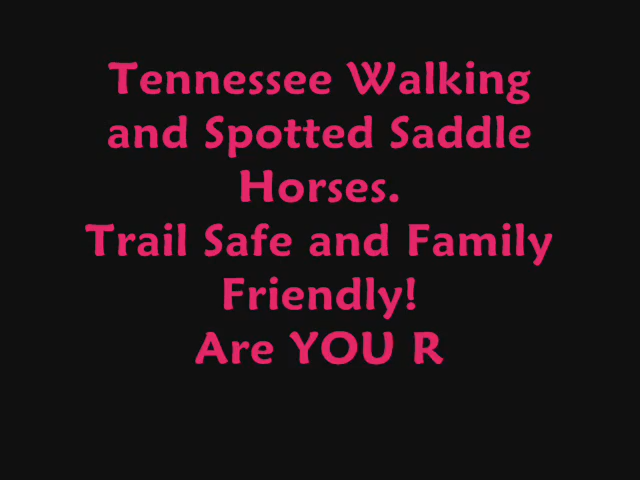 Tennessee Walking
and Spotted Saddle
Horses.
Trail Safe and Family
Friendly!
Are YOU R